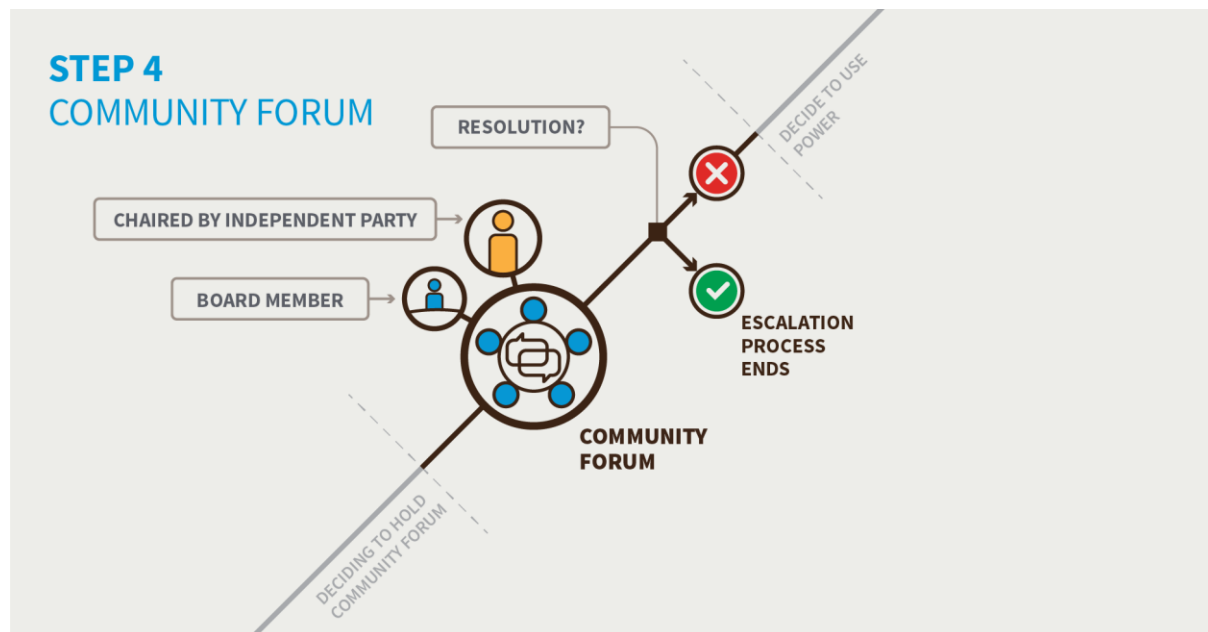 STEP 4
COMMUNITY FORUM
RESOLUTION?
DECIDE TO USE
POWER
CHAIRED BY INDEPENDENT PARTY
BOARD MEMBER
ESCALATION
PROCESS
ENDS
COMMUNITY
FORUM
DECIDING TO HOLD
COMMUNITY FORUM